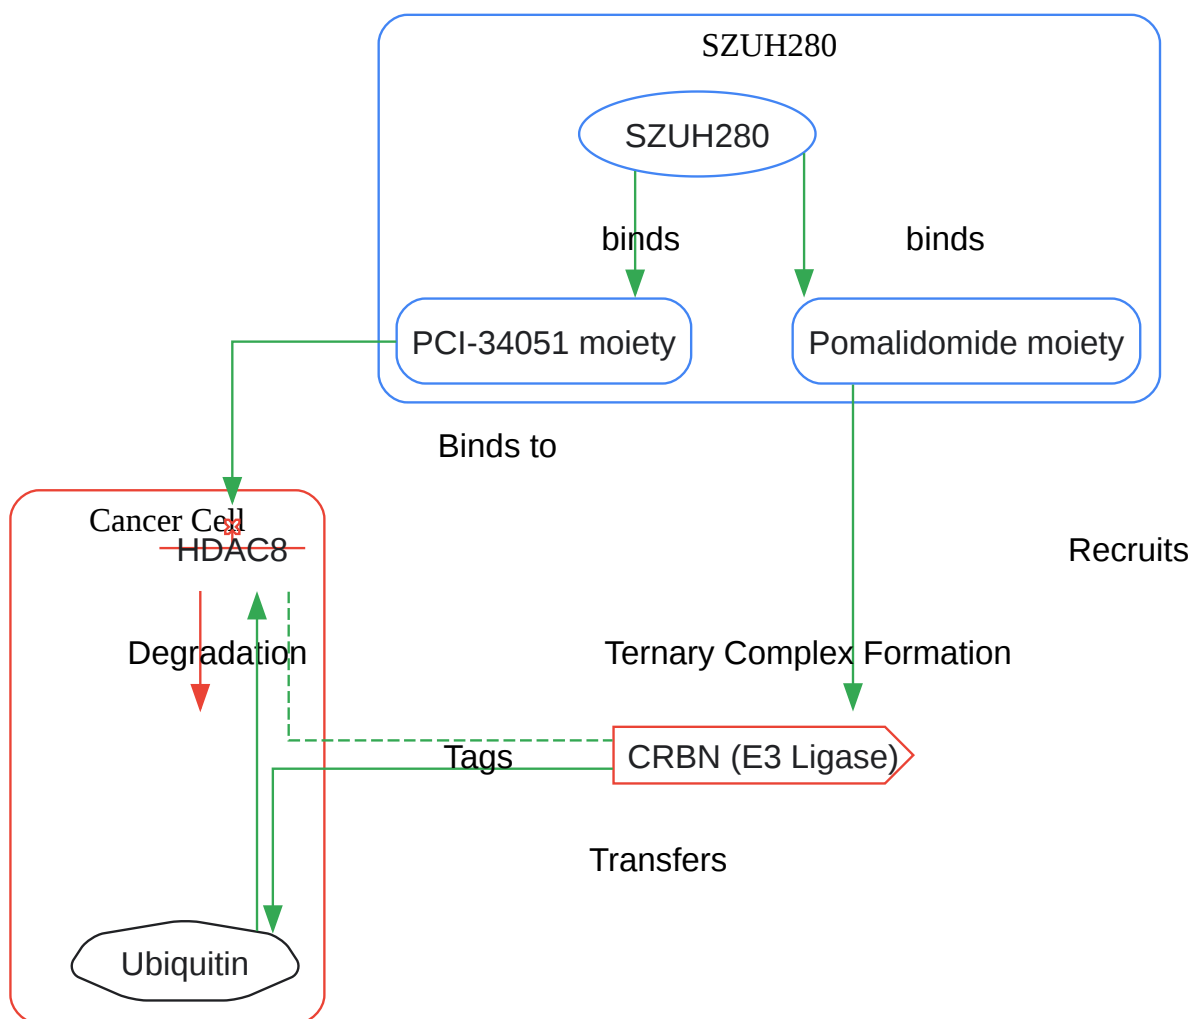 SZUH280
SZUH280
binds
binds
PCI-34051 moiety
Pomalidomide moiety
Binds to
Cancer Cell
HDAC8
Recruits
Degradation
Ternary Complex Formation
Tags
CRBN (E3 Ligase)
Transfers
Ubiquitin